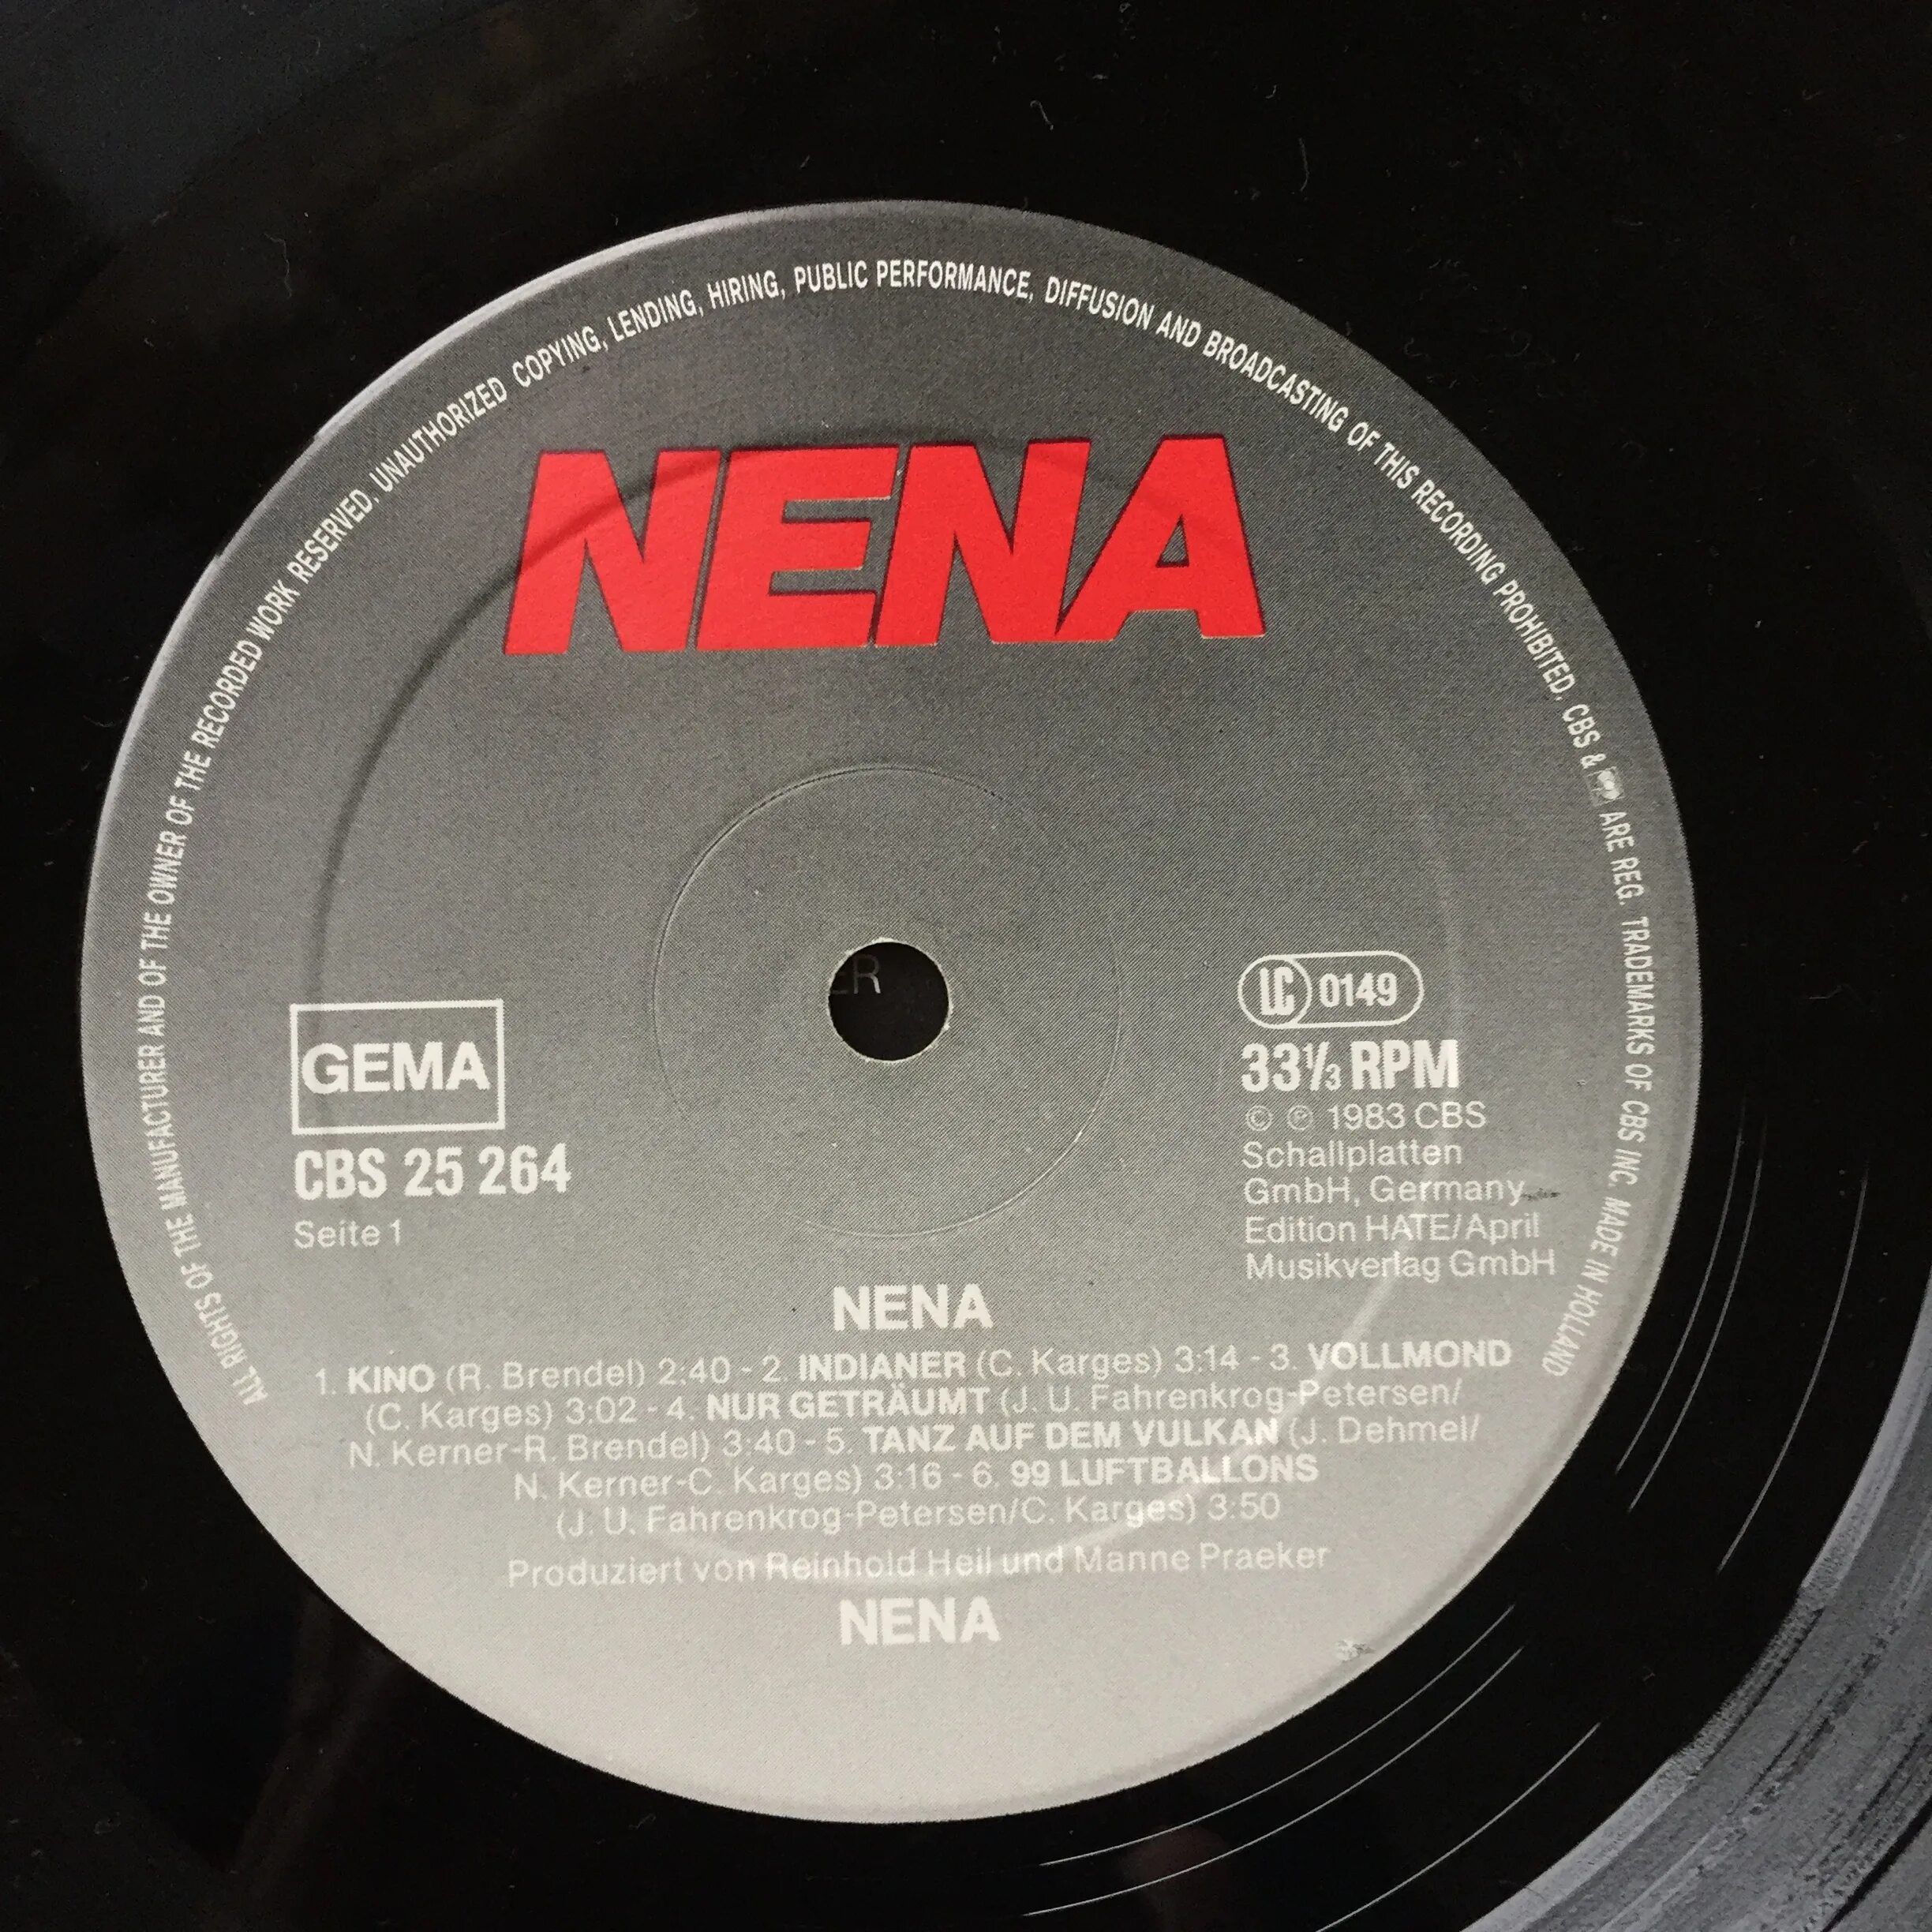 ALL RIGHTS OF THE MANUFACTURER AND OF THE OWNER OF THE RECORDED WORK RESERVED. UNAUTHORIZED COPYING, LENDING, HIRING, PUBLIC PERFORMANCE, DIFFUSION AND BROADCASTING OF THIS RECORDING PROHIBITED. CBS & ARE REG. TRADEMARKS OF CBS INC. MADE IN HOLLAND
NENA
GEMA
CBS 25 264
Seite 1
LC 0149
33⅓ RPM
© ℗ 1983 CBS
Schallplatten
GmbH, Germany
Edition HATE/April
Musikverlag GmbH
NENA
1. KINO (R. Brendel) 2:40 - 2. INDIANER (C. Karges) 3:14 - 3. VOLLMOND
(C. Karges) 3:02 - 4. NUR GETRÄUMT (J. U. Fahrenkrog-Petersen/
N. Kerner-R. Brendel) 3:40 - 5. TANZ AUF DEM VULKAN (J. Dehmel/
N. Kerner-C. Karges) 3:16 - 6. 99 LUFTBALLONS
(J. U. Fahrenkrog-Petersen/C. Karges) 3:50
Produziert von Reinhold Heil und Manne Praeker
NENA